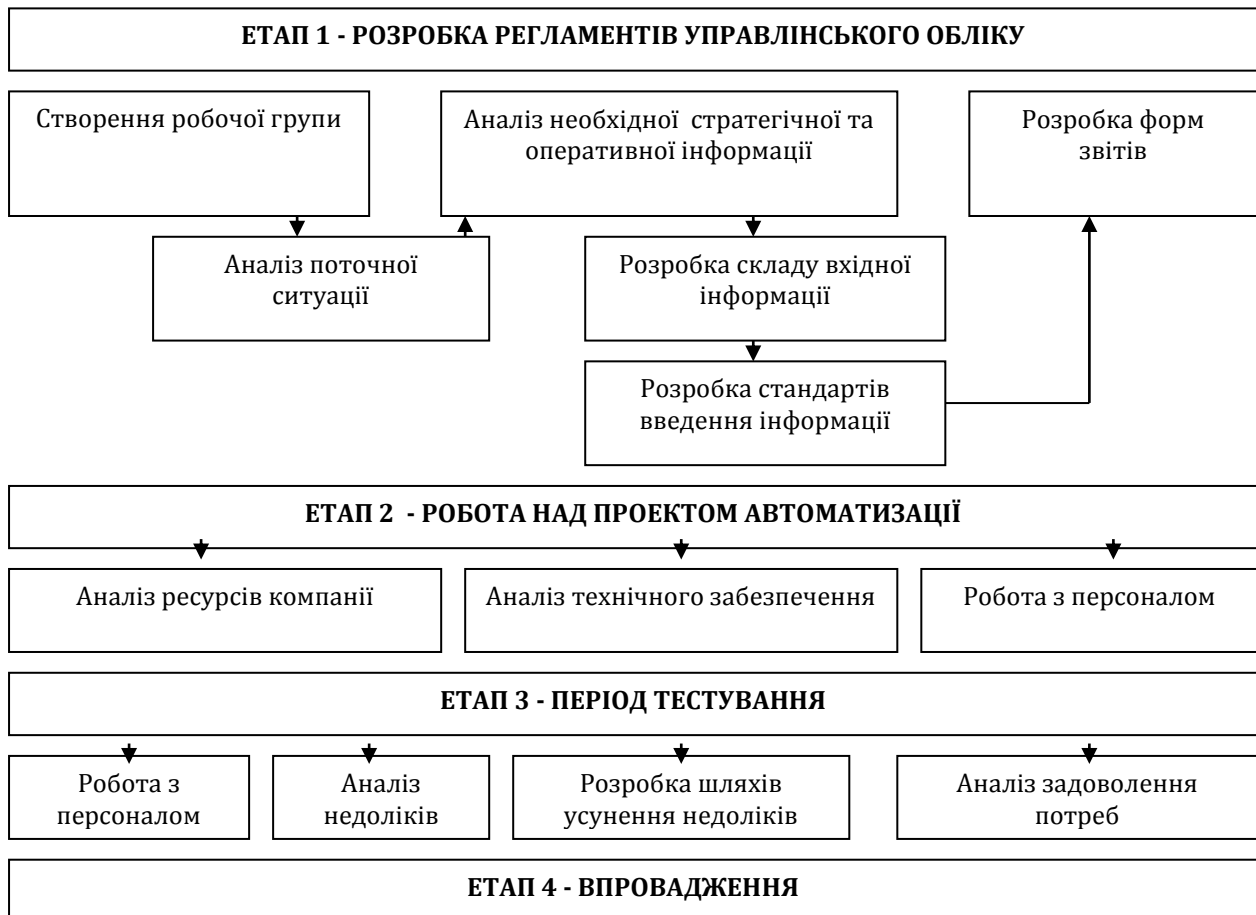 ЕТАП 1 - РОЗРОБКА РЕГЛАМЕНТІВ УПРАВЛІНСЬКОГО ОБЛІКУ
Створення робочої групи
Аналіз необхідної стратегічної та
оперативної інформації
Розробка форм
звітів
Аналіз поточної
ситуації
Розробка складу вхідної
інформації
Розробка стандартів
введення інформації
ЕТАП 2 - РОБОТА НАД ПРОЕКТОМ АВТОМАТИЗАЦІЇ
Аналіз ресурсів компанії
Аналіз технічного забезпечення
Робота з персоналом
ЕТАП 3 - ПЕРІОД ТЕСТУВАННЯ
Робота з
персоналом
Аналіз
недоліків
Розробка шляхів
усунення недоліків
Аналіз задоволення
потреб
ЕТАП 4 - ВПРОВАДЖЕННЯ